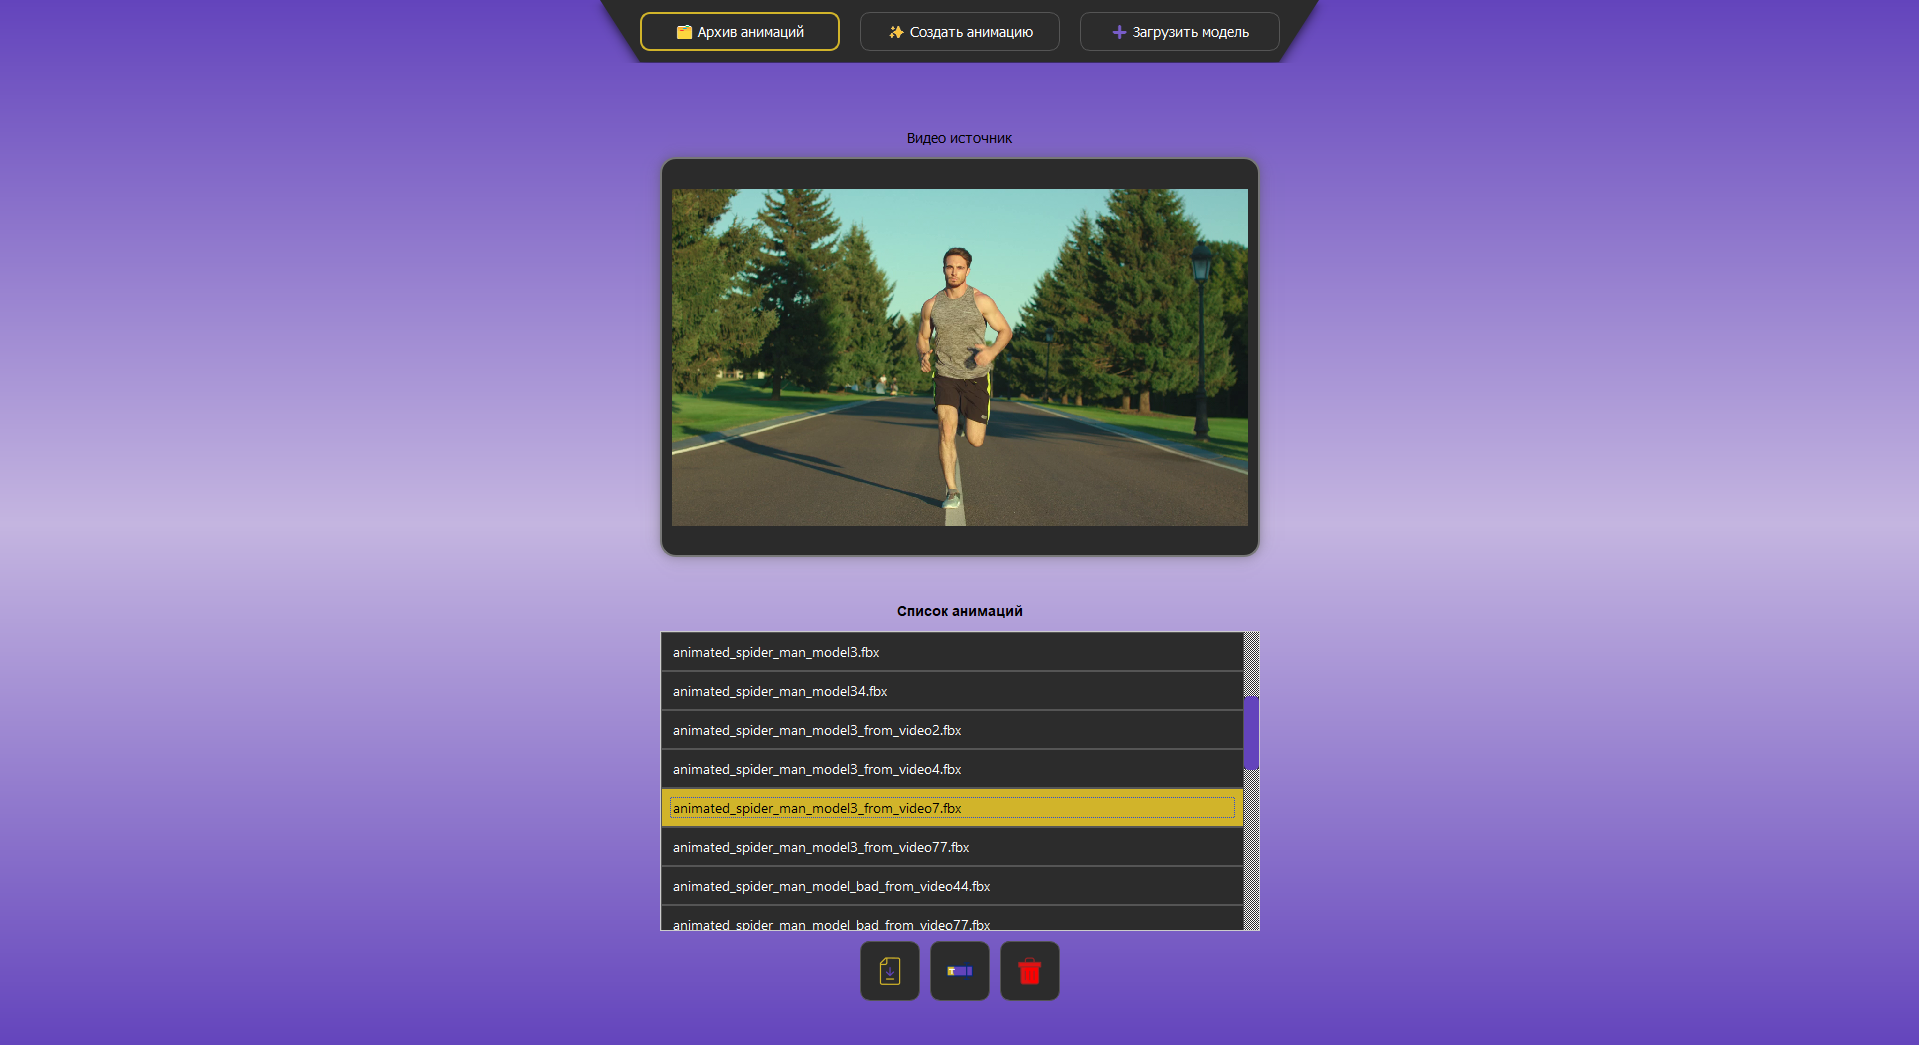 Архив анимаций
Создать анимацию
Загрузить модель
Видео источник
Список анимаций
animated_spider_man_model3.fbx
animated_spider_man_model34.fbx
animated_spider_man_model3_from_video2.fbx
animated_spider_man_model3_from_video4.fbx
animated_spider_man_model3_from_video7.fbx
animated_spider_man_model3_from_video77.fbx
animated_spider_man_model_bad_from_video44.fbx
animated_spider_man_model_bad_from_video77.fbx